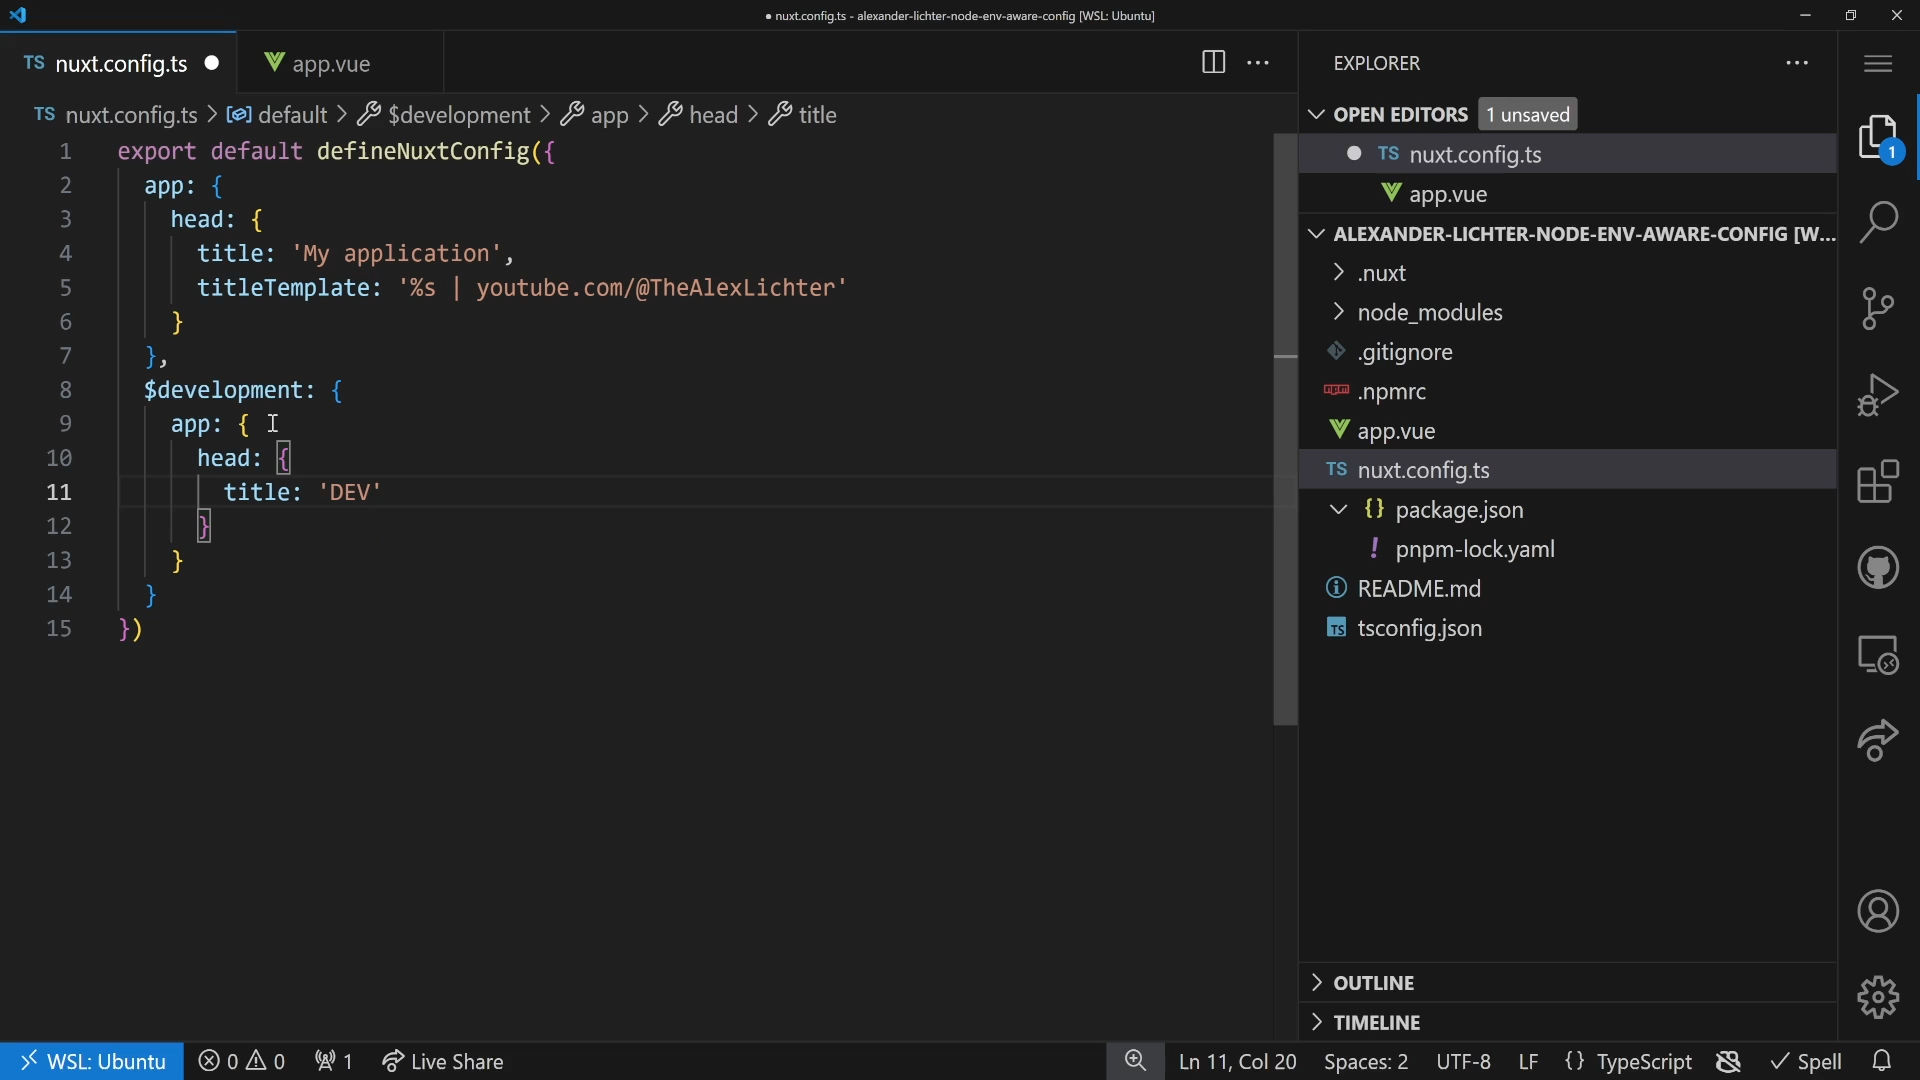 ● nuxt.config.ts - alexander-lichter-node-env-aware-config [WSL: Ubuntu]
TS nuxt.config.ts
app.vue
TS nuxt.config.ts > default > $development > app > head > title
1 export default defineNuxtConfig({
2 app: {
3 head: {
4 title: 'My application',
5 titleTemplate: '%s | youtube.com/@TheAlexLichter'
6 }
7 },
8 $development: {
9 app: {
10 head: {
11 title: 'DEV'
12 }
13 }
14 }
15 })
EXPLORER
OPEN EDITORS 1 unsaved
TS nuxt.config.ts
app.vue
ALEXANDER-LICHTER-NODE-ENV-AWARE-CONFIG [W...
.nuxt
node_modules
.gitignore
.npmrc
app.vue
TS nuxt.config.ts
{} package.json
! pnpm-lock.yaml
README.md
TS tsconfig.json
OUTLINE
TIMELINE
1
WSL: Ubuntu 0 0 1 Live Share
Ln 11, Col 20 Spaces: 2 UTF-8 LF {} TypeScript Spell